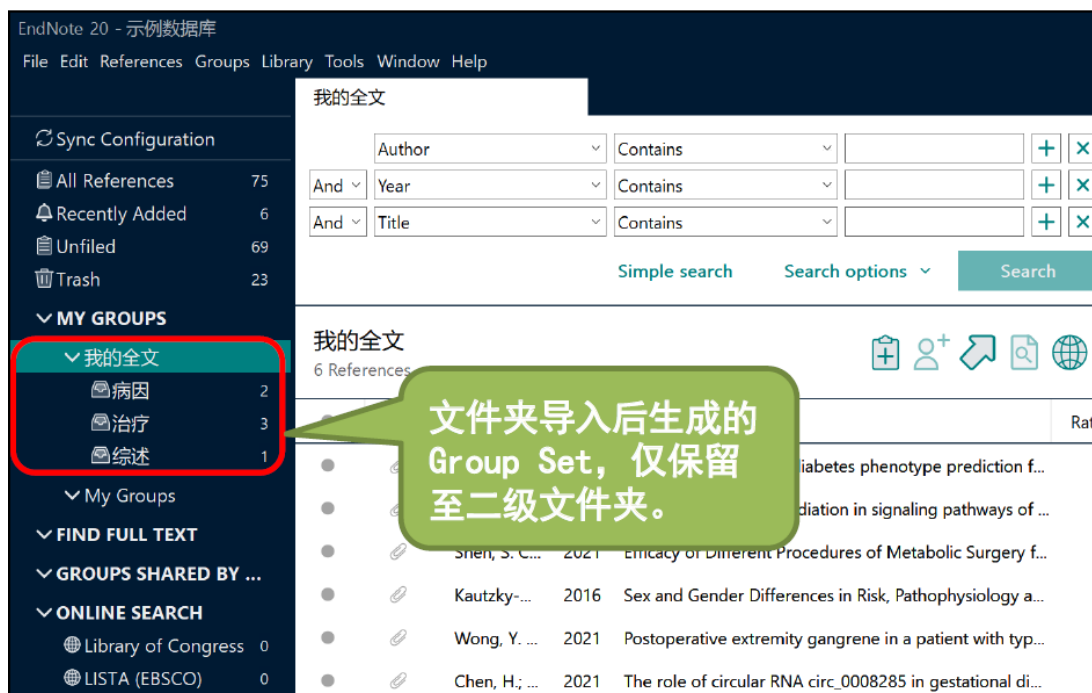 EndNote 20 - 示例数据库
File Edit References Groups Library Tools Window Help
我的全文
Sync Configuration
Author Contains
All References 75
And Year Contains
Recently Added 6
And Title Contains
Unfiled 69
Trash 23
Simple search Search options Search
MY GROUPS
我的全文
病因 2
治疗 3
综述 1
My Groups
FIND FULL TEXT
GROUPS SHARED BY ...
ONLINE SEARCH
Library of Congress 0
LISTA (EBSCO) 0
我的全文
6 References
文件夹导入后生成的
Group Set，仅保留
至二级文件夹。
Rat
iabetes phenotype prediction f...
diation in signaling pathways of ...
Shen, S. C... 2021 Efficacy of Different Procedures of Metabolic Surgery f...
Kautzky-... 2016 Sex and Gender Differences in Risk, Pathophysiology a...
Wong, Y. ... 2021 Postoperative extremity gangrene in a patient with typ...
Chen, H.; ... 2021 The role of circular RNA circ_0008285 in gestational di...